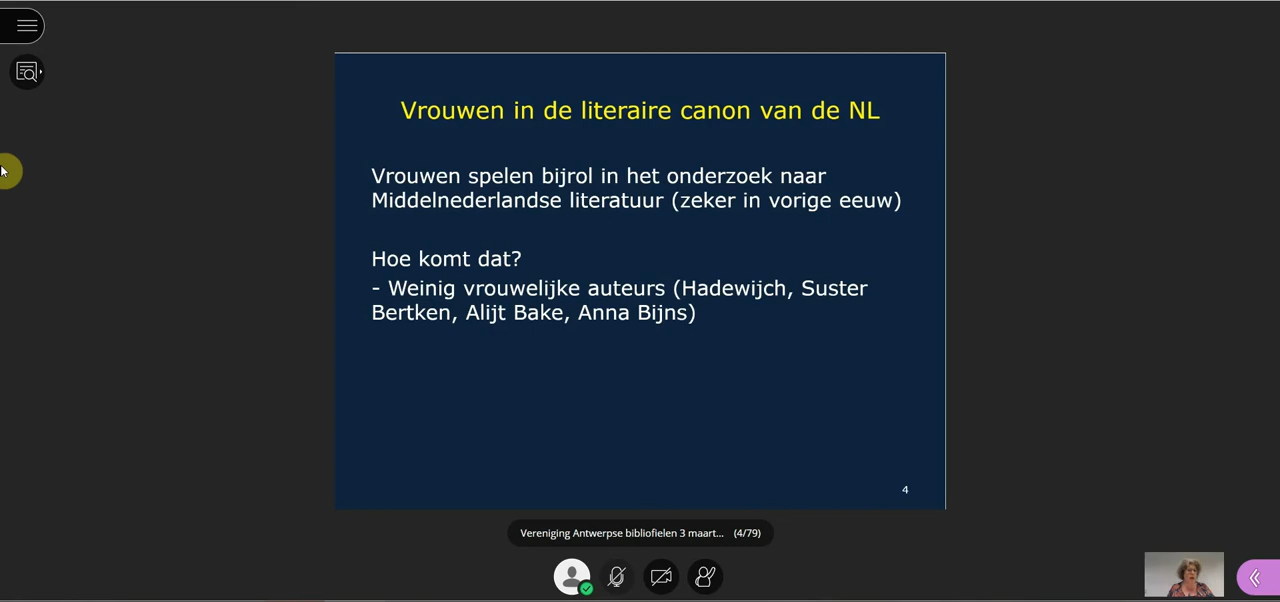 Vrouwen in de literaire canon van de NL
Vrouwen spelen bijrol in het onderzoek naar
Middelnederlandse literatuur (zeker in vorige eeuw)
Hoe komt dat?
- Weinig vrouwelijke auteurs (Hadewijch, Suster
Bertken, Alijt Bake, Anna Bijns)
4
Vereniging Antwerpse bibliofielen 3 maart... (4/79)